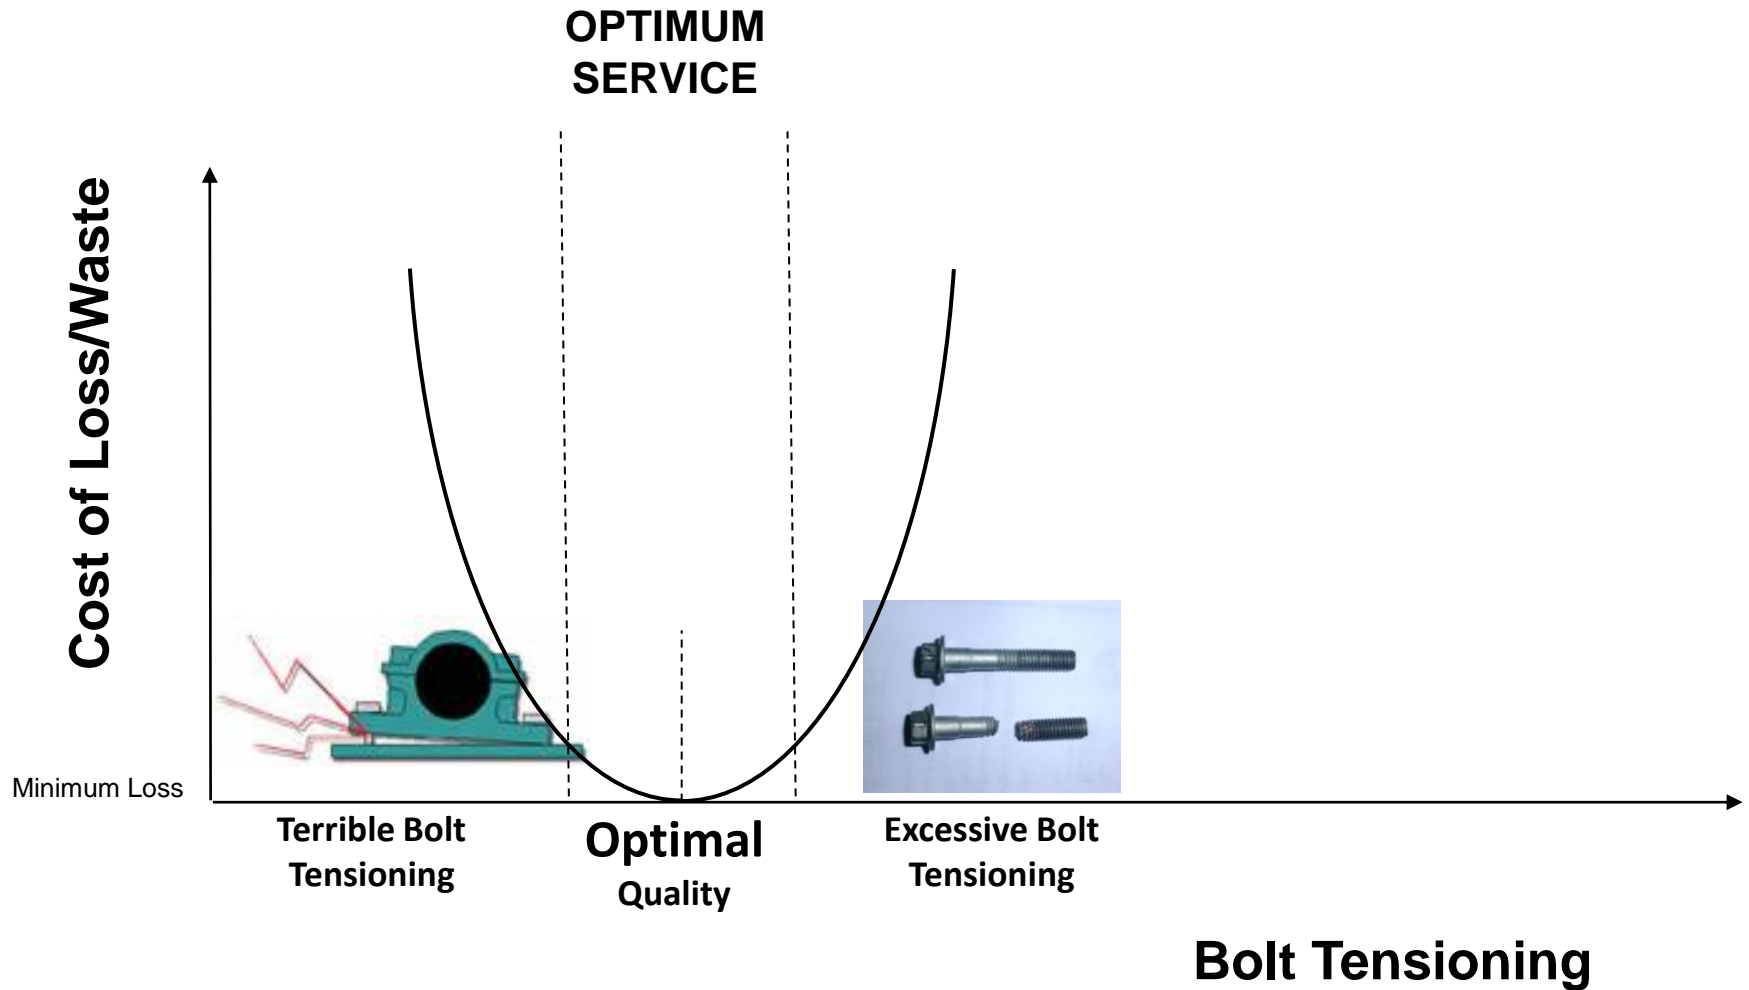 OPTIMUM
SERVICE
Cost of Loss/Waste
Minimum Loss
Terrible Bolt
Tensioning
Optimal
Quality
Excessive Bolt
Tensioning
Bolt Tensioning